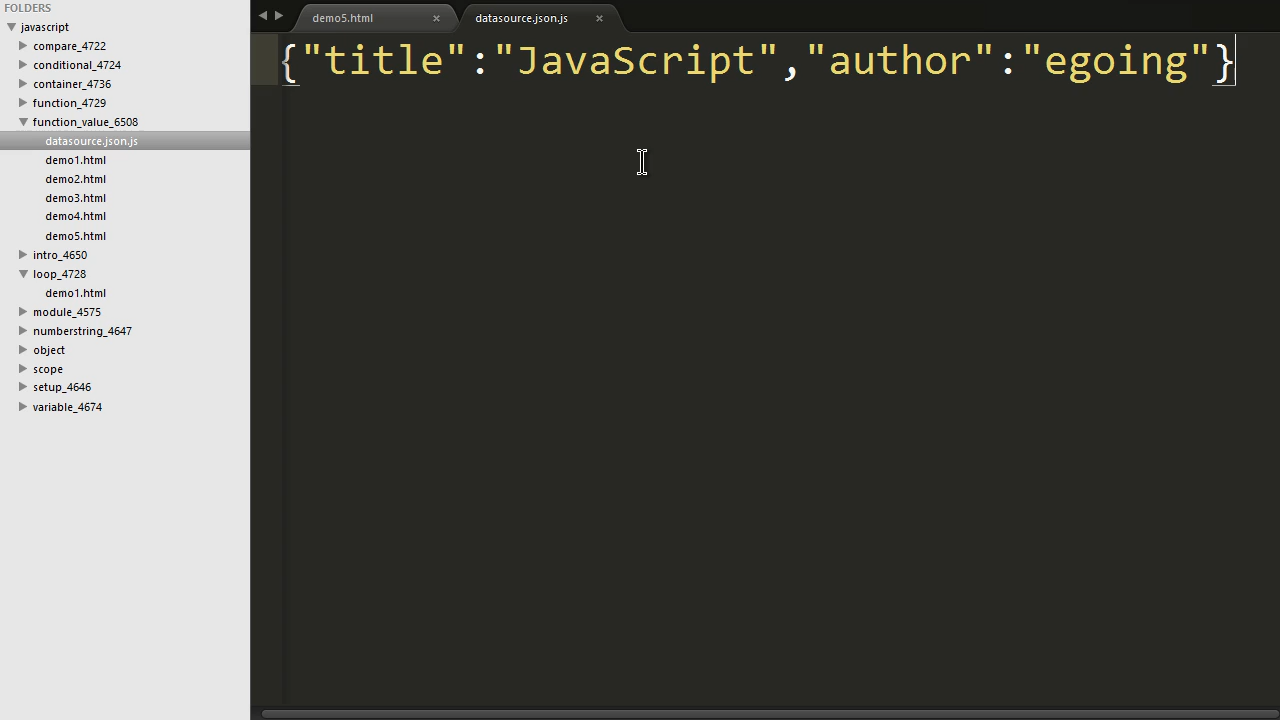 FOLDERS
javascript
compare_4722
conditional_4724
container_4736
function_4729
function_value_6508
datasource.json.js
demo1.html
demo2.html
demo3.html
demo4.html
demo5.html
intro_4650
loop_4728
demo1.html
module_4575
numberstring_4647
object
scope
setup_4646
variable_4674
demo5.html × datasource.json.js ×
{"title":"JavaScript","author":"egoing"}